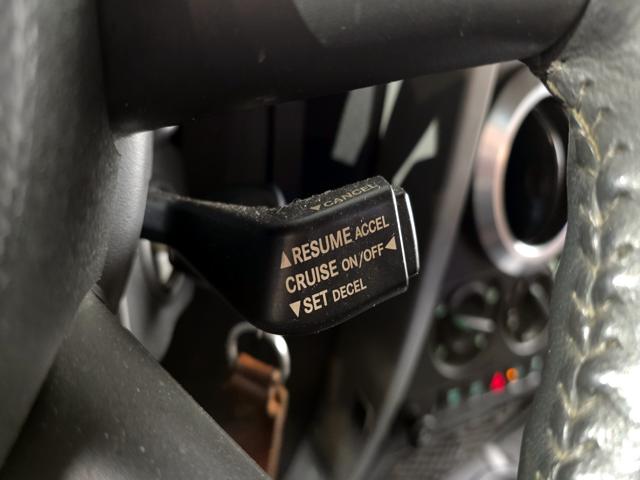 ▼CANCEL
▲RESUME ACCEL
CRUISE ON/OFF◀
▼SET DECEL